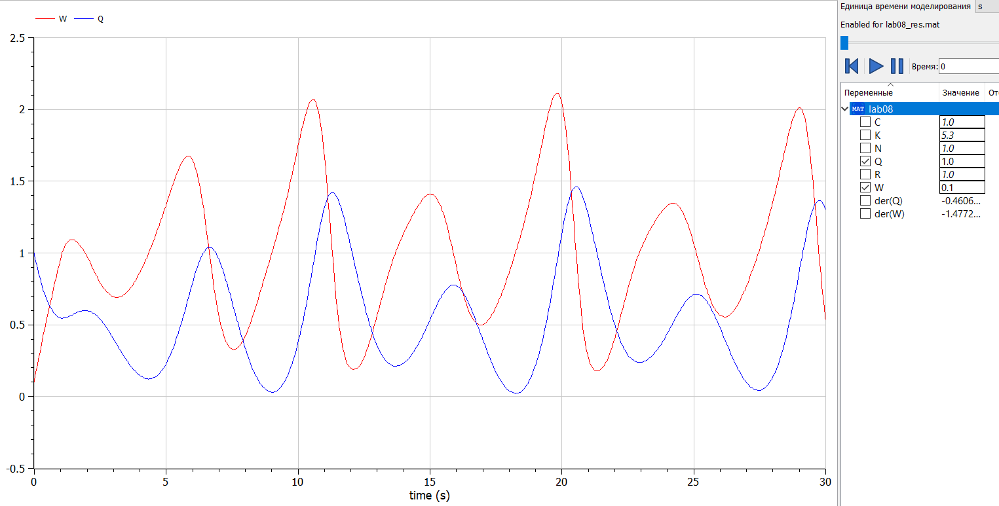 W Q
2.5
2
1.5
1
0.5
0
-0.5
0 5 10 15 20 25 30
time (s)
Единица времени моделирования s
Enabled for lab08_res.mat
Время: 0
Переменные Значение От
MAT lab08
C 1.0
K 5.3
N 1.0
Q 1.0
R 1.0
W 0.1
der(Q) -0.4606...
der(W) -1.4772...